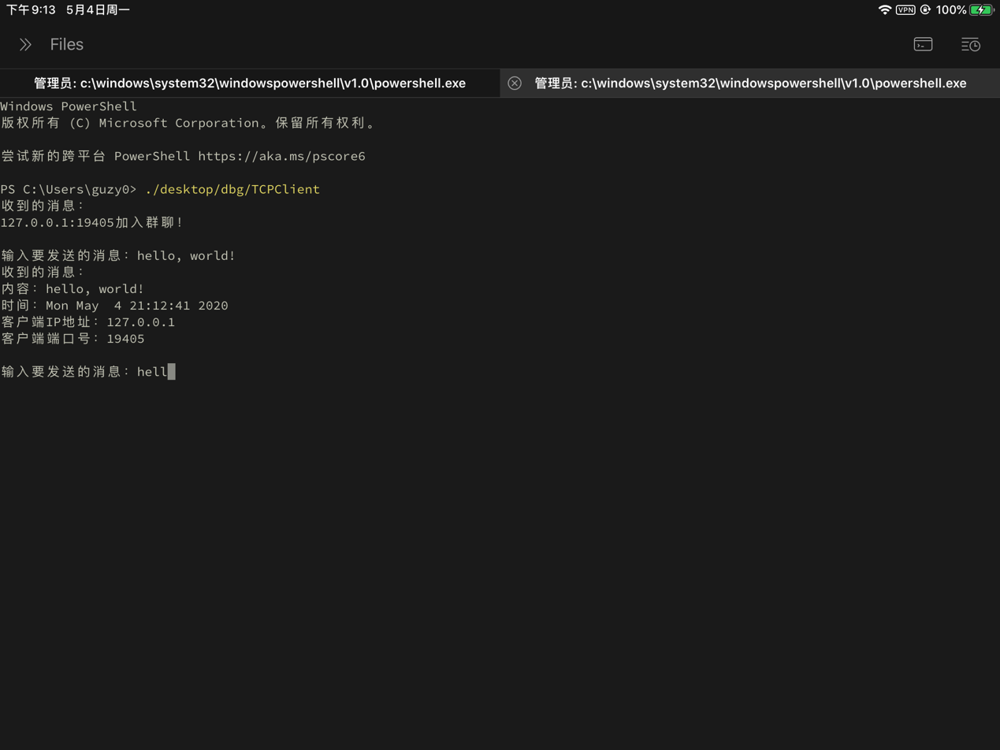 下午9:13 5月4日周一
VPN 100%
Files
管理员: c:\windows\system32\windowspowershell\v1.0\powershell.exe
管理员: c:\windows\system32\windowspowershell\v1.0\powershell.exe
Windows PowerShell
版权所有 (C) Microsoft Corporation。保留所有权利。
尝试新的跨平台 PowerShell https://aka.ms/pscore6
PS C:\Users\guzy0> ./desktop/dbg/TCPClient
收到的消息：
127.0.0.1:19405加入群聊！
输入要发送的消息：hello, world!
收到的消息：
内容：hello, world!
时间：Mon May  4 21:12:41 2020
客户端IP地址：127.0.0.1
客户端端口号：19405
输入要发送的消息：hell